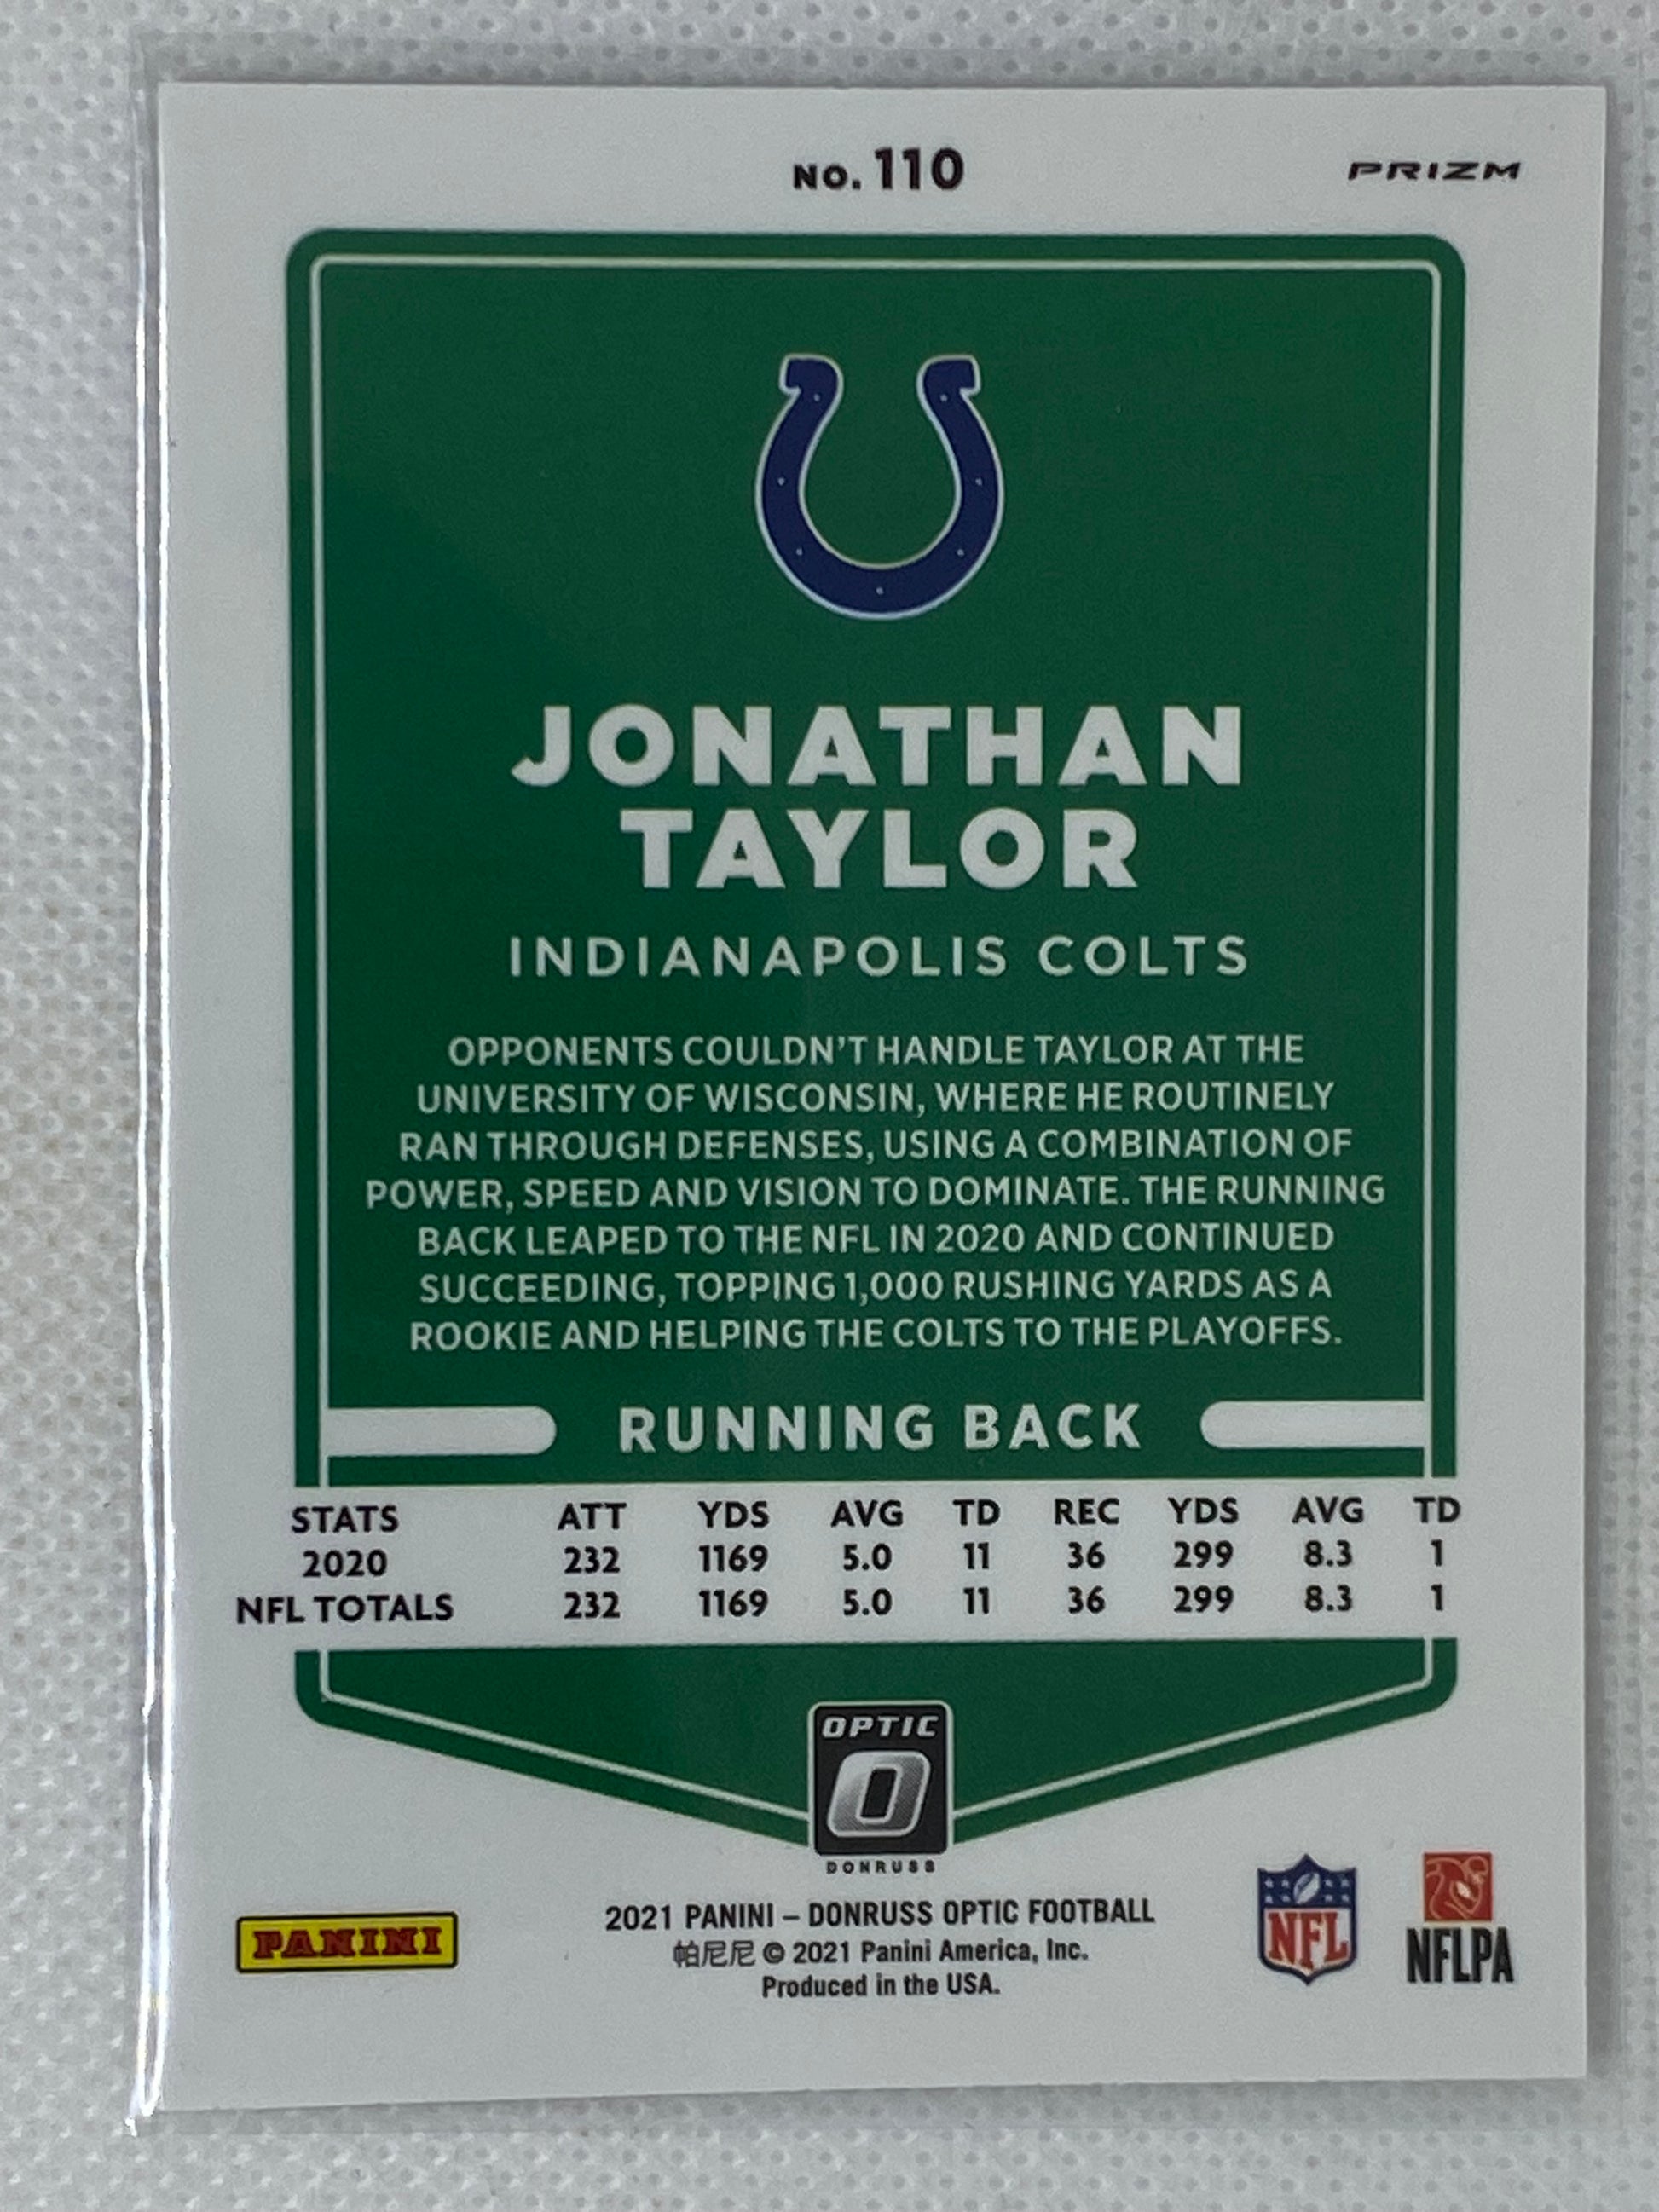 NO. 110
PRIZM
JONATHAN
TAYLOR
INDIANAPOLIS COLTS
OPPONENTS COULDN'T HANDLE TAYLOR AT THE
UNIVERSITY OF WISCONSIN, WHERE HE ROUTINELY
RAN THROUGH DEFENSES, USING A COMBINATION OF
POWER, SPEED AND VISION TO DOMINATE. THE RUNNING
BACK LEAPED TO THE NFL IN 2020 AND CONTINUED
SUCCEEDING, TOPPING 1,000 RUSHING YARDS AS A
ROOKIE AND HELPING THE COLTS TO THE PLAYOFFS.
RUNNING BACK
STATS ATT YDS AVG TD REC YDS AVG TD
2020 232 1169 5.0 11 36 299 8.3 1
NFL TOTALS 232 1169 5.0 11 36 299 8.3 1
OPTIC
O
DONRUSS
PANINI
2021 PANINI – DONRUSS OPTIC FOOTBALL
帕尼尼 © 2021 Panini America, Inc.
Produced in the USA.
NFL
NFLPA